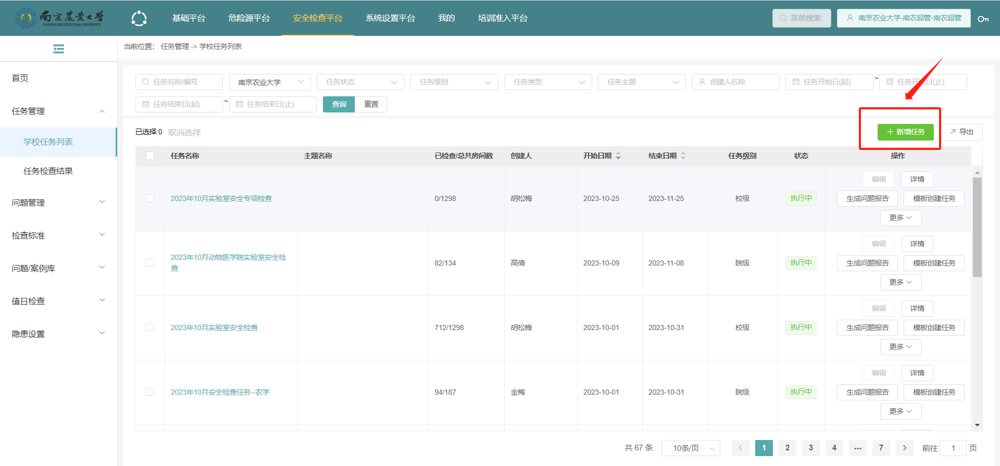 南京農業大学
NANJING AGRICULTURAL UNIVERSITY
基础平台 危险源平台 安全检查平台 系统设置平台 我的 培训准入平台
菜单搜索
南京农业大学-南农超管-南农超管
当前位置： 任务管理 -> 学校任务列表
首页
任务管理
学校任务列表
任务检查结果
问题管理
检查标准
问题/案例库
值日检查
隐患设置
任务名称/编号 南京农业大学 任务状态 任务级别 任务类型 任务主题 创建人名称 任务开始日(起) ~ 任务开始日(止)
任务结束日(起) ~ 任务结束日(止) 查询 重置
已选择:0 取消选择 新增任务 导出
任务名称 主题名称 已检查/总共房间数 创建人 开始日期 结束日期 任务级别 状态 操作
2023年10月实验室安全专项检查 0/1298 胡松梅 2023-10-25 2023-11-25 校级 执行中
编辑 详情
生成问题报告 模板创建任务
更多
2023年10月动物医学院实验室安全检
查
82/134 高倩 2023-10-09 2023-11-08 院级 执行中
编辑 详情
生成问题报告 模板创建任务
更多
2023年10月实验室安全检查 712/1298 胡松梅 2023-10-01 2023-10-31 校级 执行中
编辑 详情
生成问题报告 模板创建任务
更多
2023年10月安全检查任务--农学 94/187 金梅 2023-10-01 2023-10-31 院级 执行中
编辑 详情
生成问题报告 模板创建任务
更多
共 67 条 10条/页 1 2 3 4 ••• 7 前往 1 页